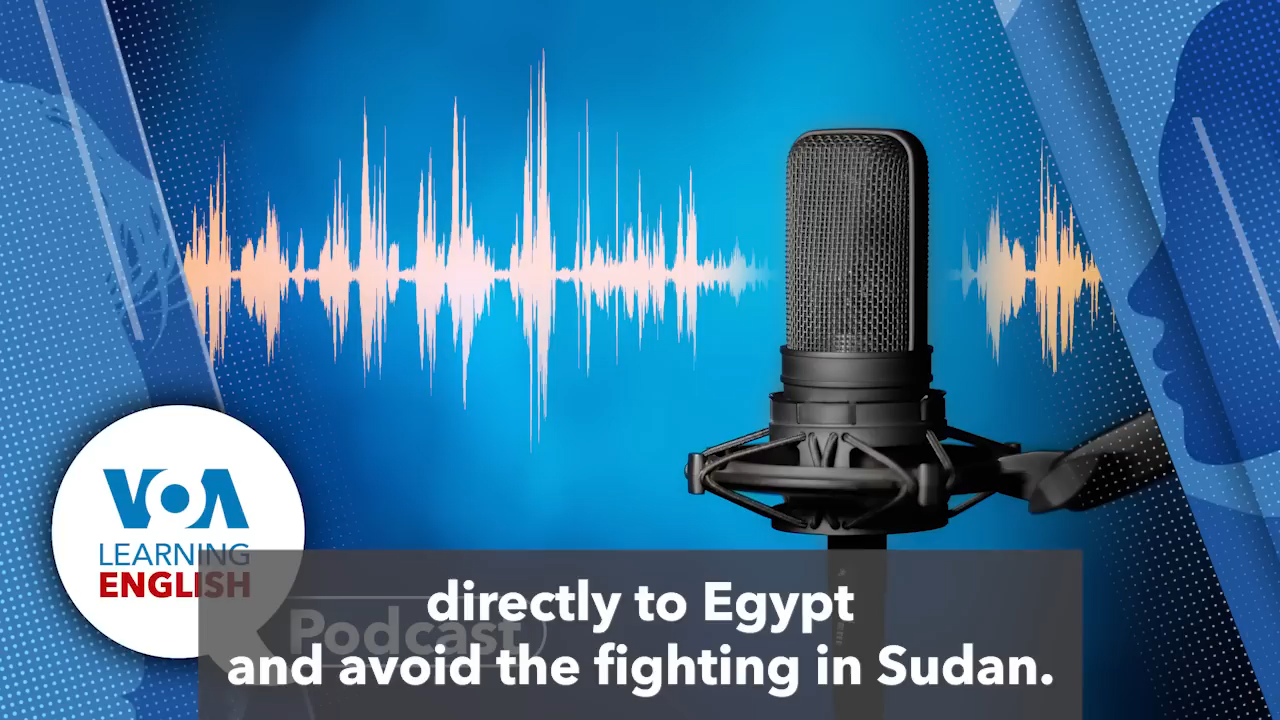 VOA
LEARNING
ENGLISH
Podcast
directly to Egypt
and avoid the fighting in Sudan.